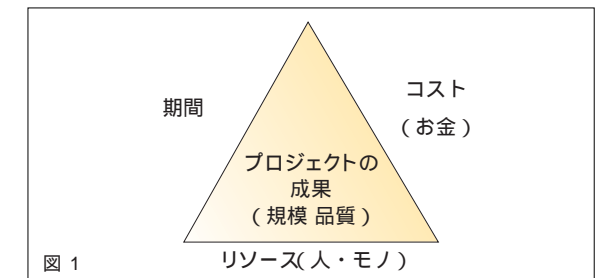 期間
コスト
(お金)
プロジェクトの
成果
(規模 品質)
リソース(人・モノ)
図 1